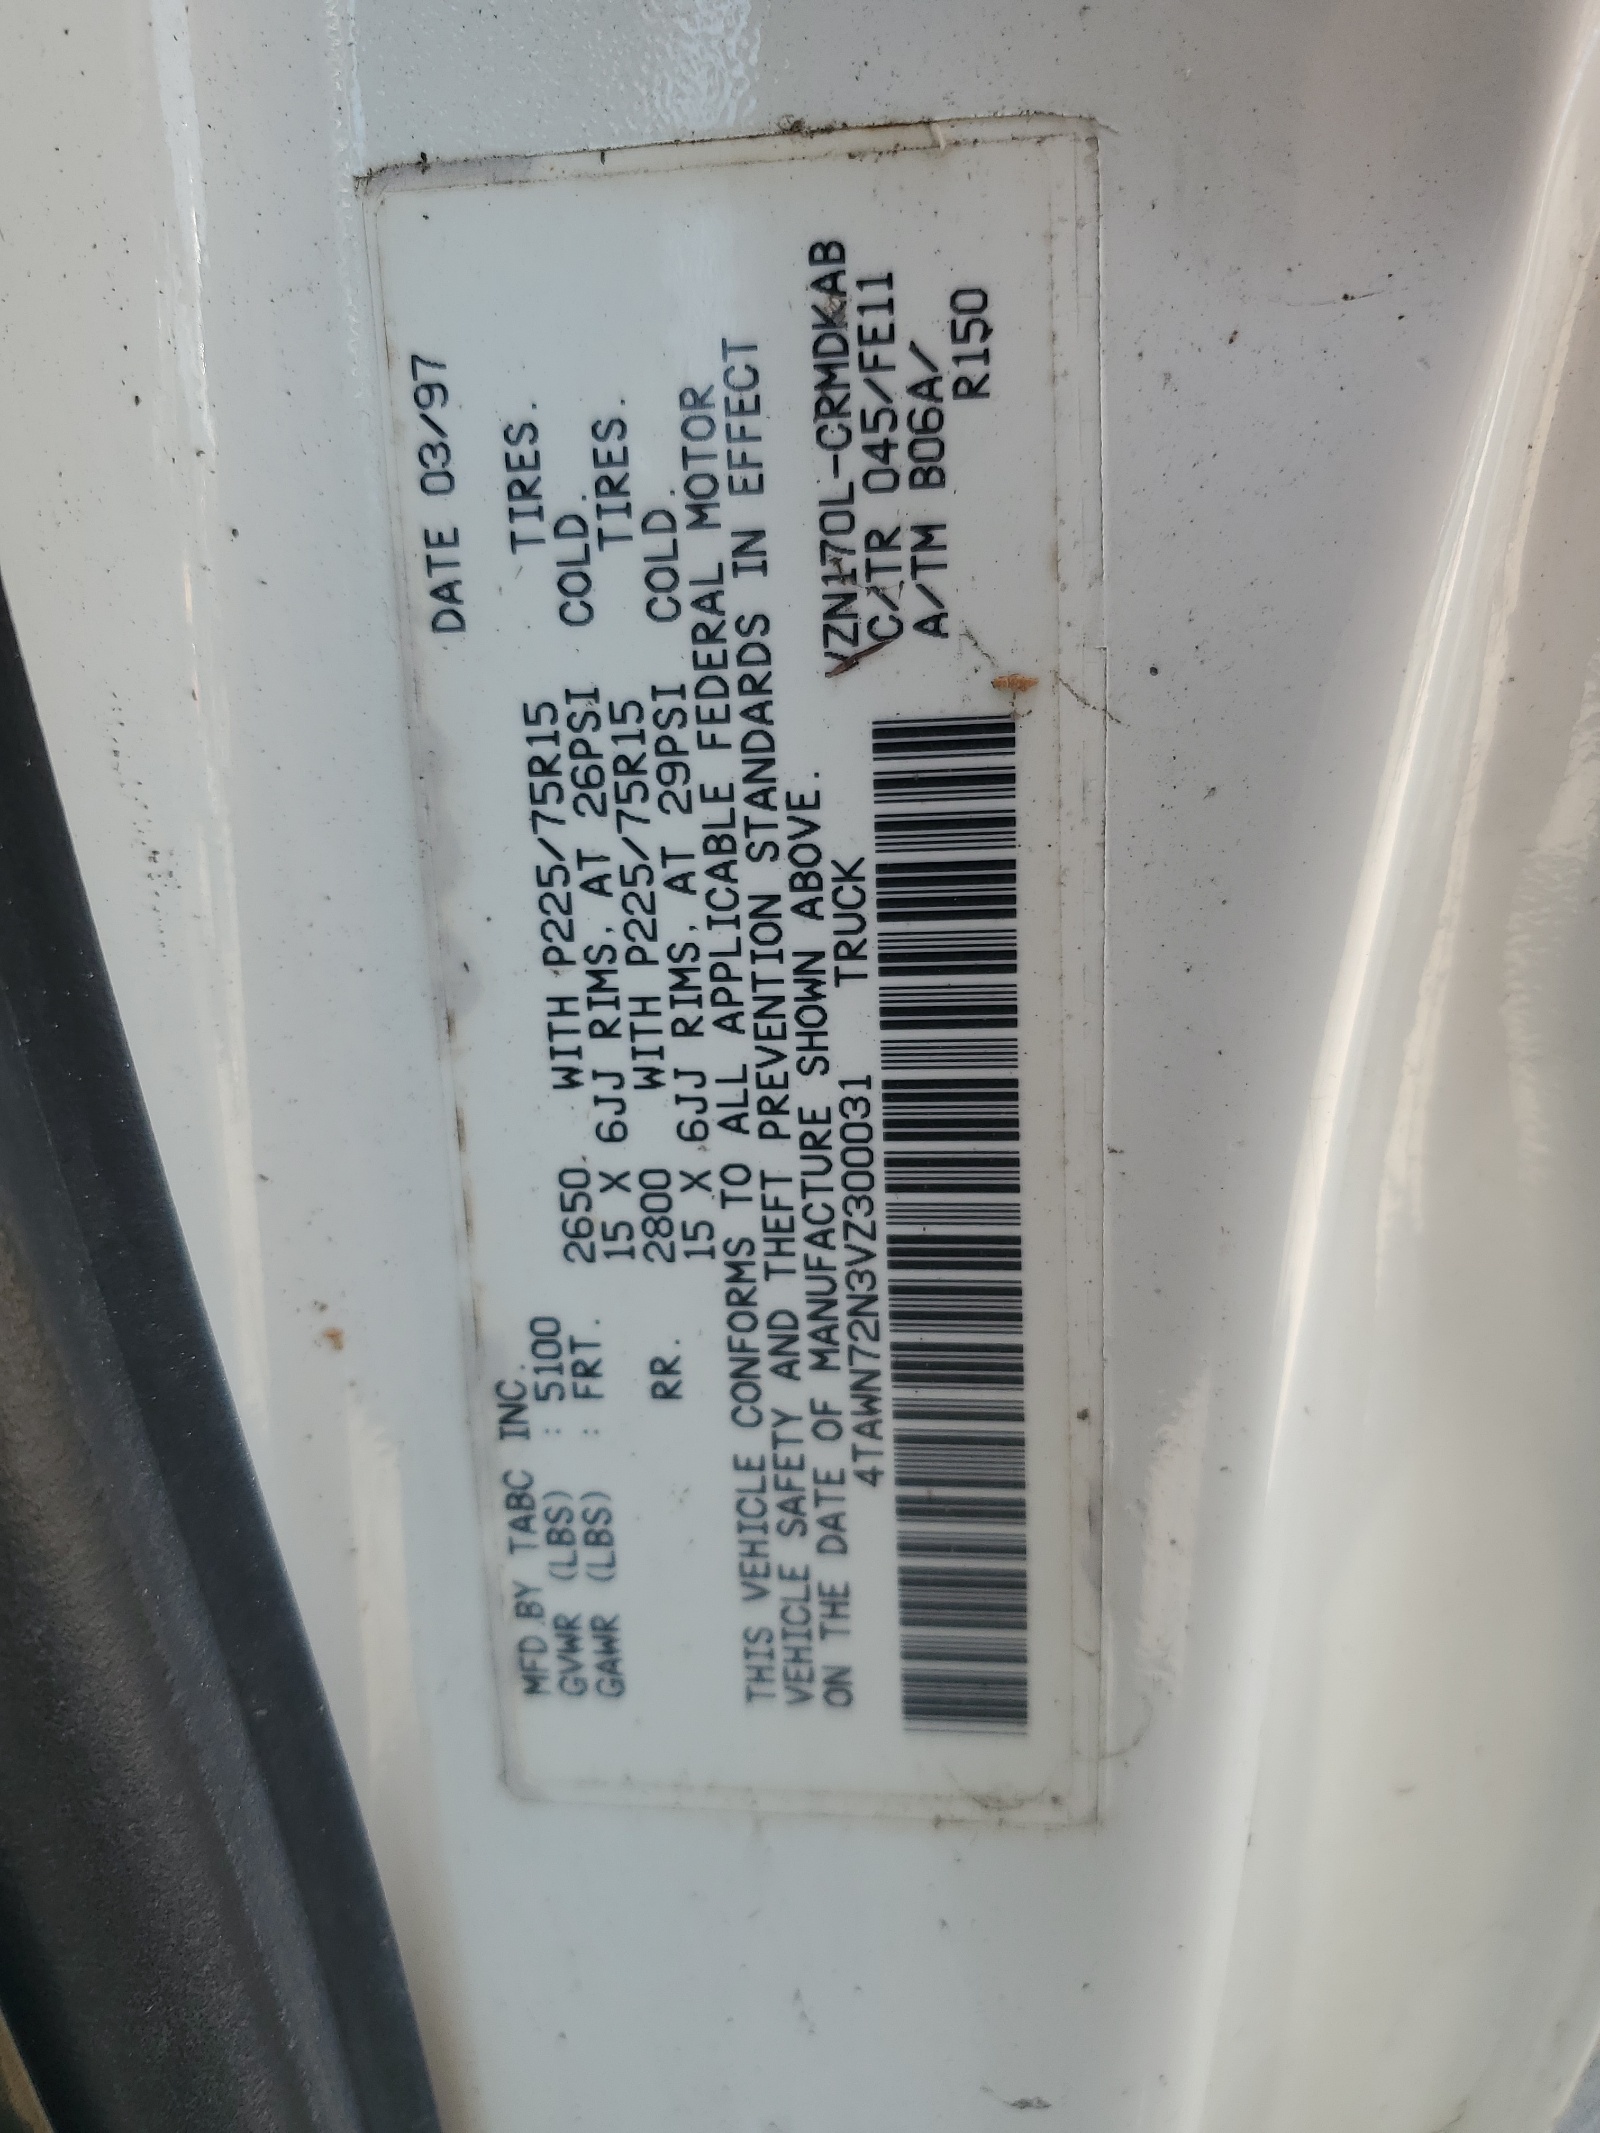 DATE 03/97
MFD.BY TABC INC.
GVWR (LBS) : 5100
GAWR (LBS) : FRT. 2650 WITH P225/75R15 TIRES.
15 X 6JJ RIMS, AT 26PSI COLD.
RR. 2800 WITH P225/75R15 TIRES.
15 X 6JJ RIMS, AT 29PSI COLD.
THIS VEHICLE CONFORMS TO ALL APPLICABLE FEDERAL MOTOR
VEHICLE SAFETY AND THEFT PREVENTION STANDARDS IN EFFECT
ON THE DATE OF MANUFACTURE SHOWN ABOVE.
4TAWN72N3VZ300031 TRUCK
VZN170L-CRMDKAB
C/TR 045/FE11
A/TM B06A/
R150